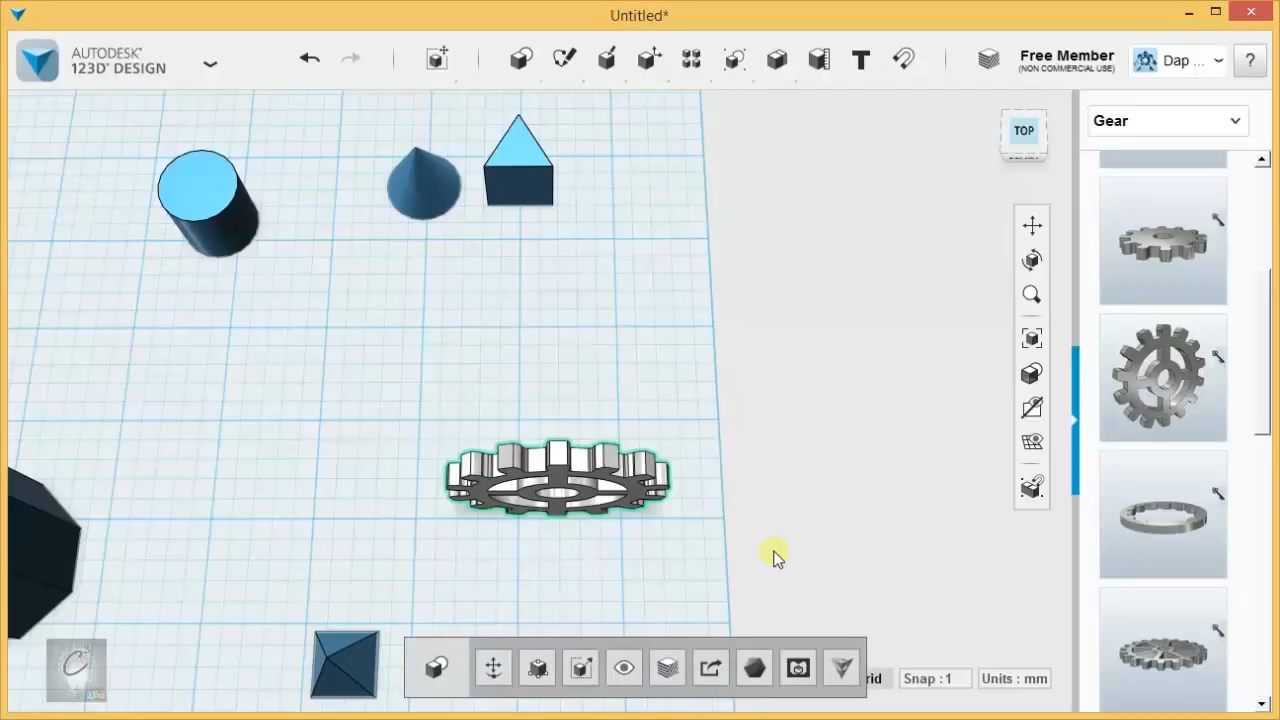 Untitled*
AUTODESK®
123D® DESIGN
Free Member
(NON COMMERCIAL USE)
Dap ...
?
TOP
Gear
rid
Snap : 1
Units : mm